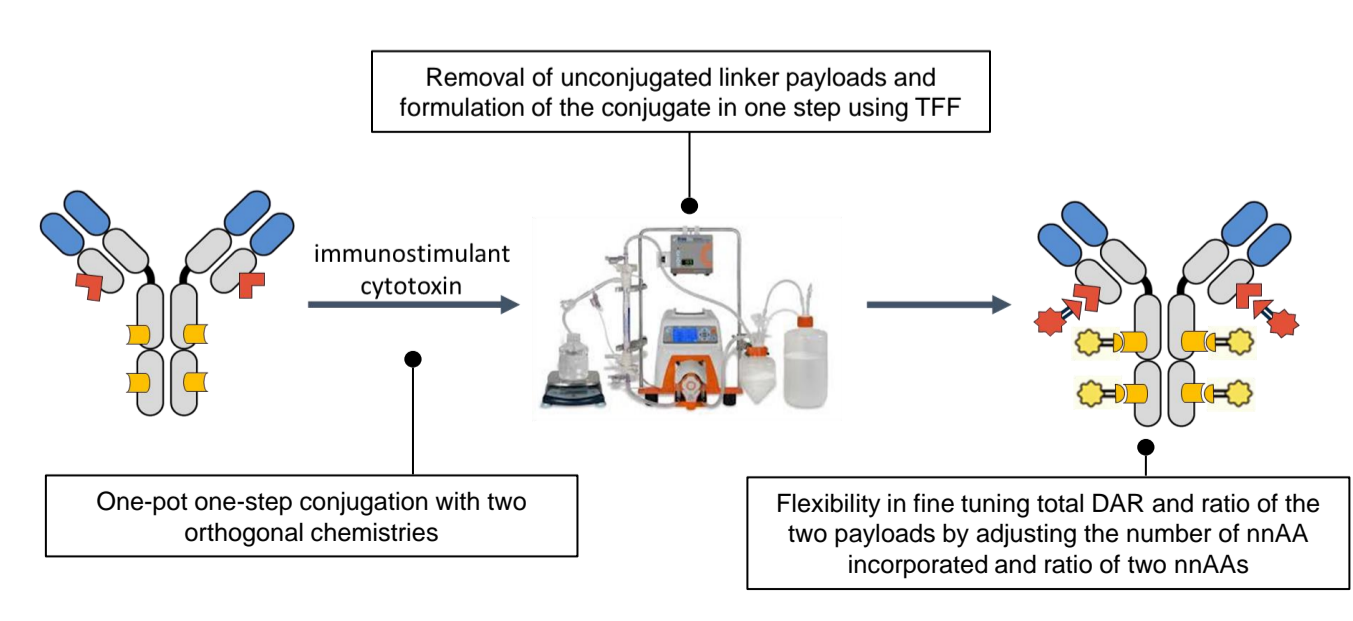 Removal of unconjugated linker payloads and
formulation of the conjugate in one step using TFF
immunostimulant
cytotoxin
One-pot one-step conjugation with two
orthogonal chemistries
Flexibility in fine tuning total DAR and ratio of the
two payloads by adjusting the number of nnAA
incorporated and ratio of two nnAAs